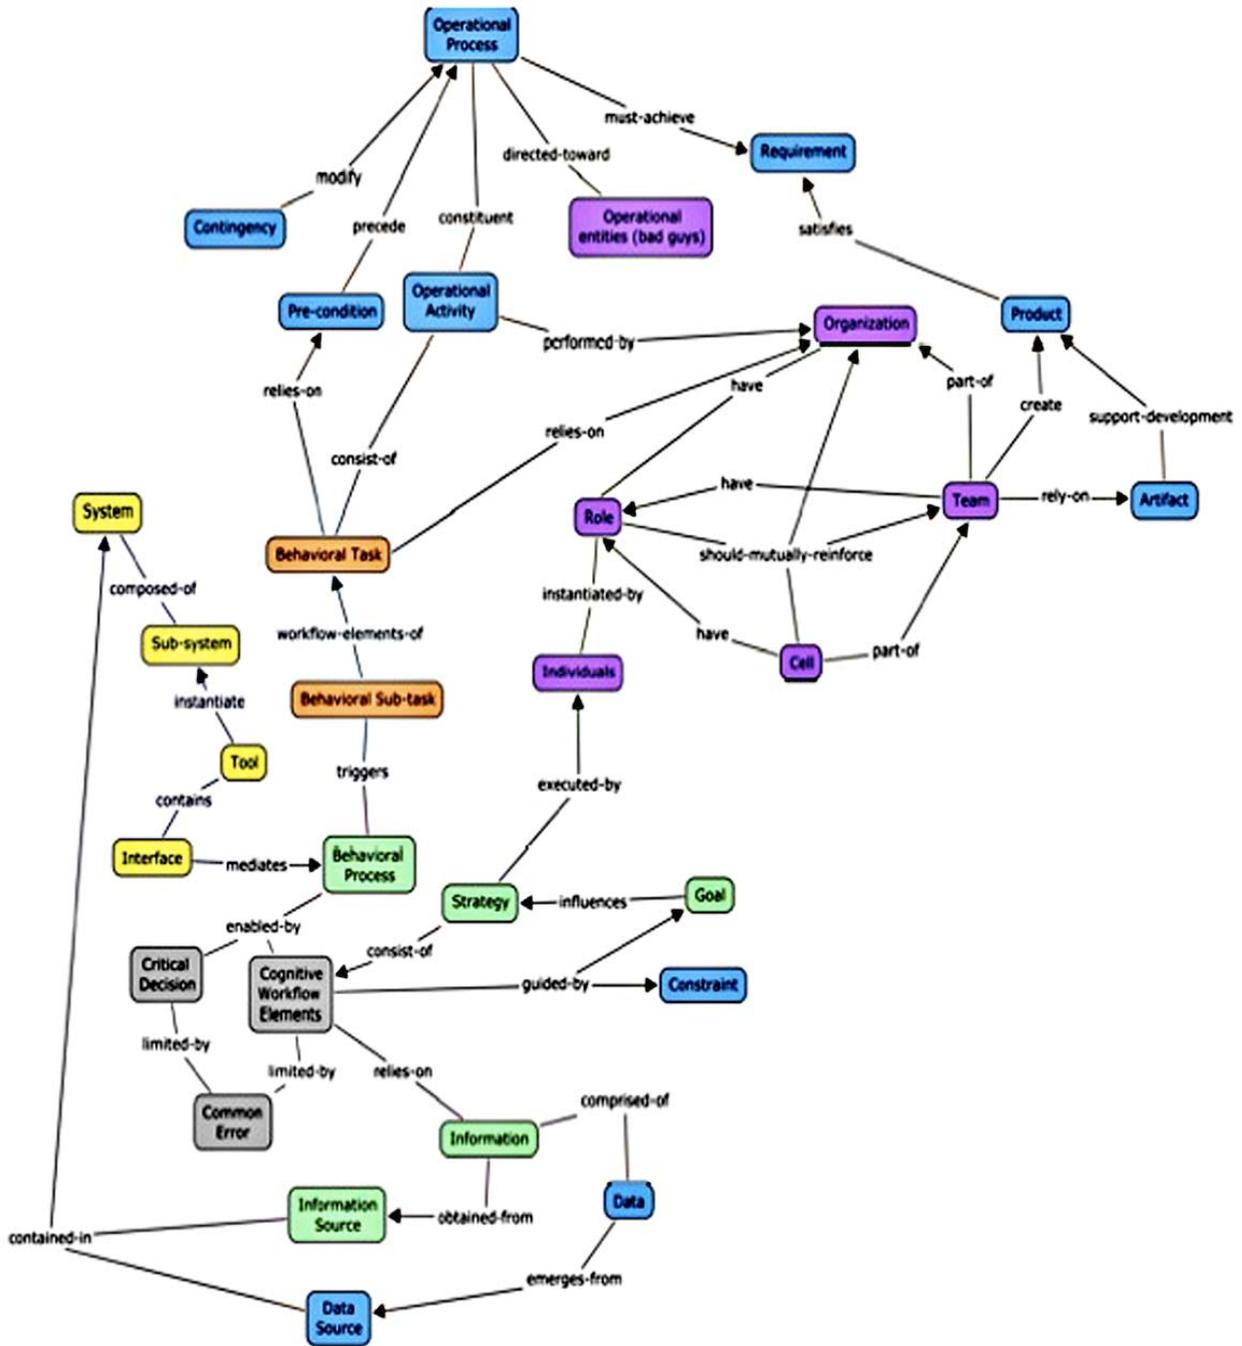 Operational
Process
must-achieve
Requirement
directed-toward
modify
Contingency
precede
constituent
Operational
entities (bad guys)
satisfies
Pre-condition
Operational
Activity
performed-by
Organization
Product
relies-on
have
part-of
create
support-development
relies-on
consist-of
System
have
Role
Team
rely-on
Artifact
Behavioral Task
should-mutually-reinforce
composed-of
instantiated-by
workflow-elements-of
have
part-of
Sub-system
Individuals
Cell
instantiate
Behavioral Sub-task
Tool
triggers
executed-by
contains
Interface
mediates
Behavioral
Process
Strategy
influences
Goal
enabled-by
consist-of
Critical
Decision
Cognitive
Workflow
Elements
guided-by
Constraint
limited-by
limited-by
relies-on
Common
Error
comprised-of
Information
Information
Source
obtained-from
Data
contained-in
emerges-from
Data
Source